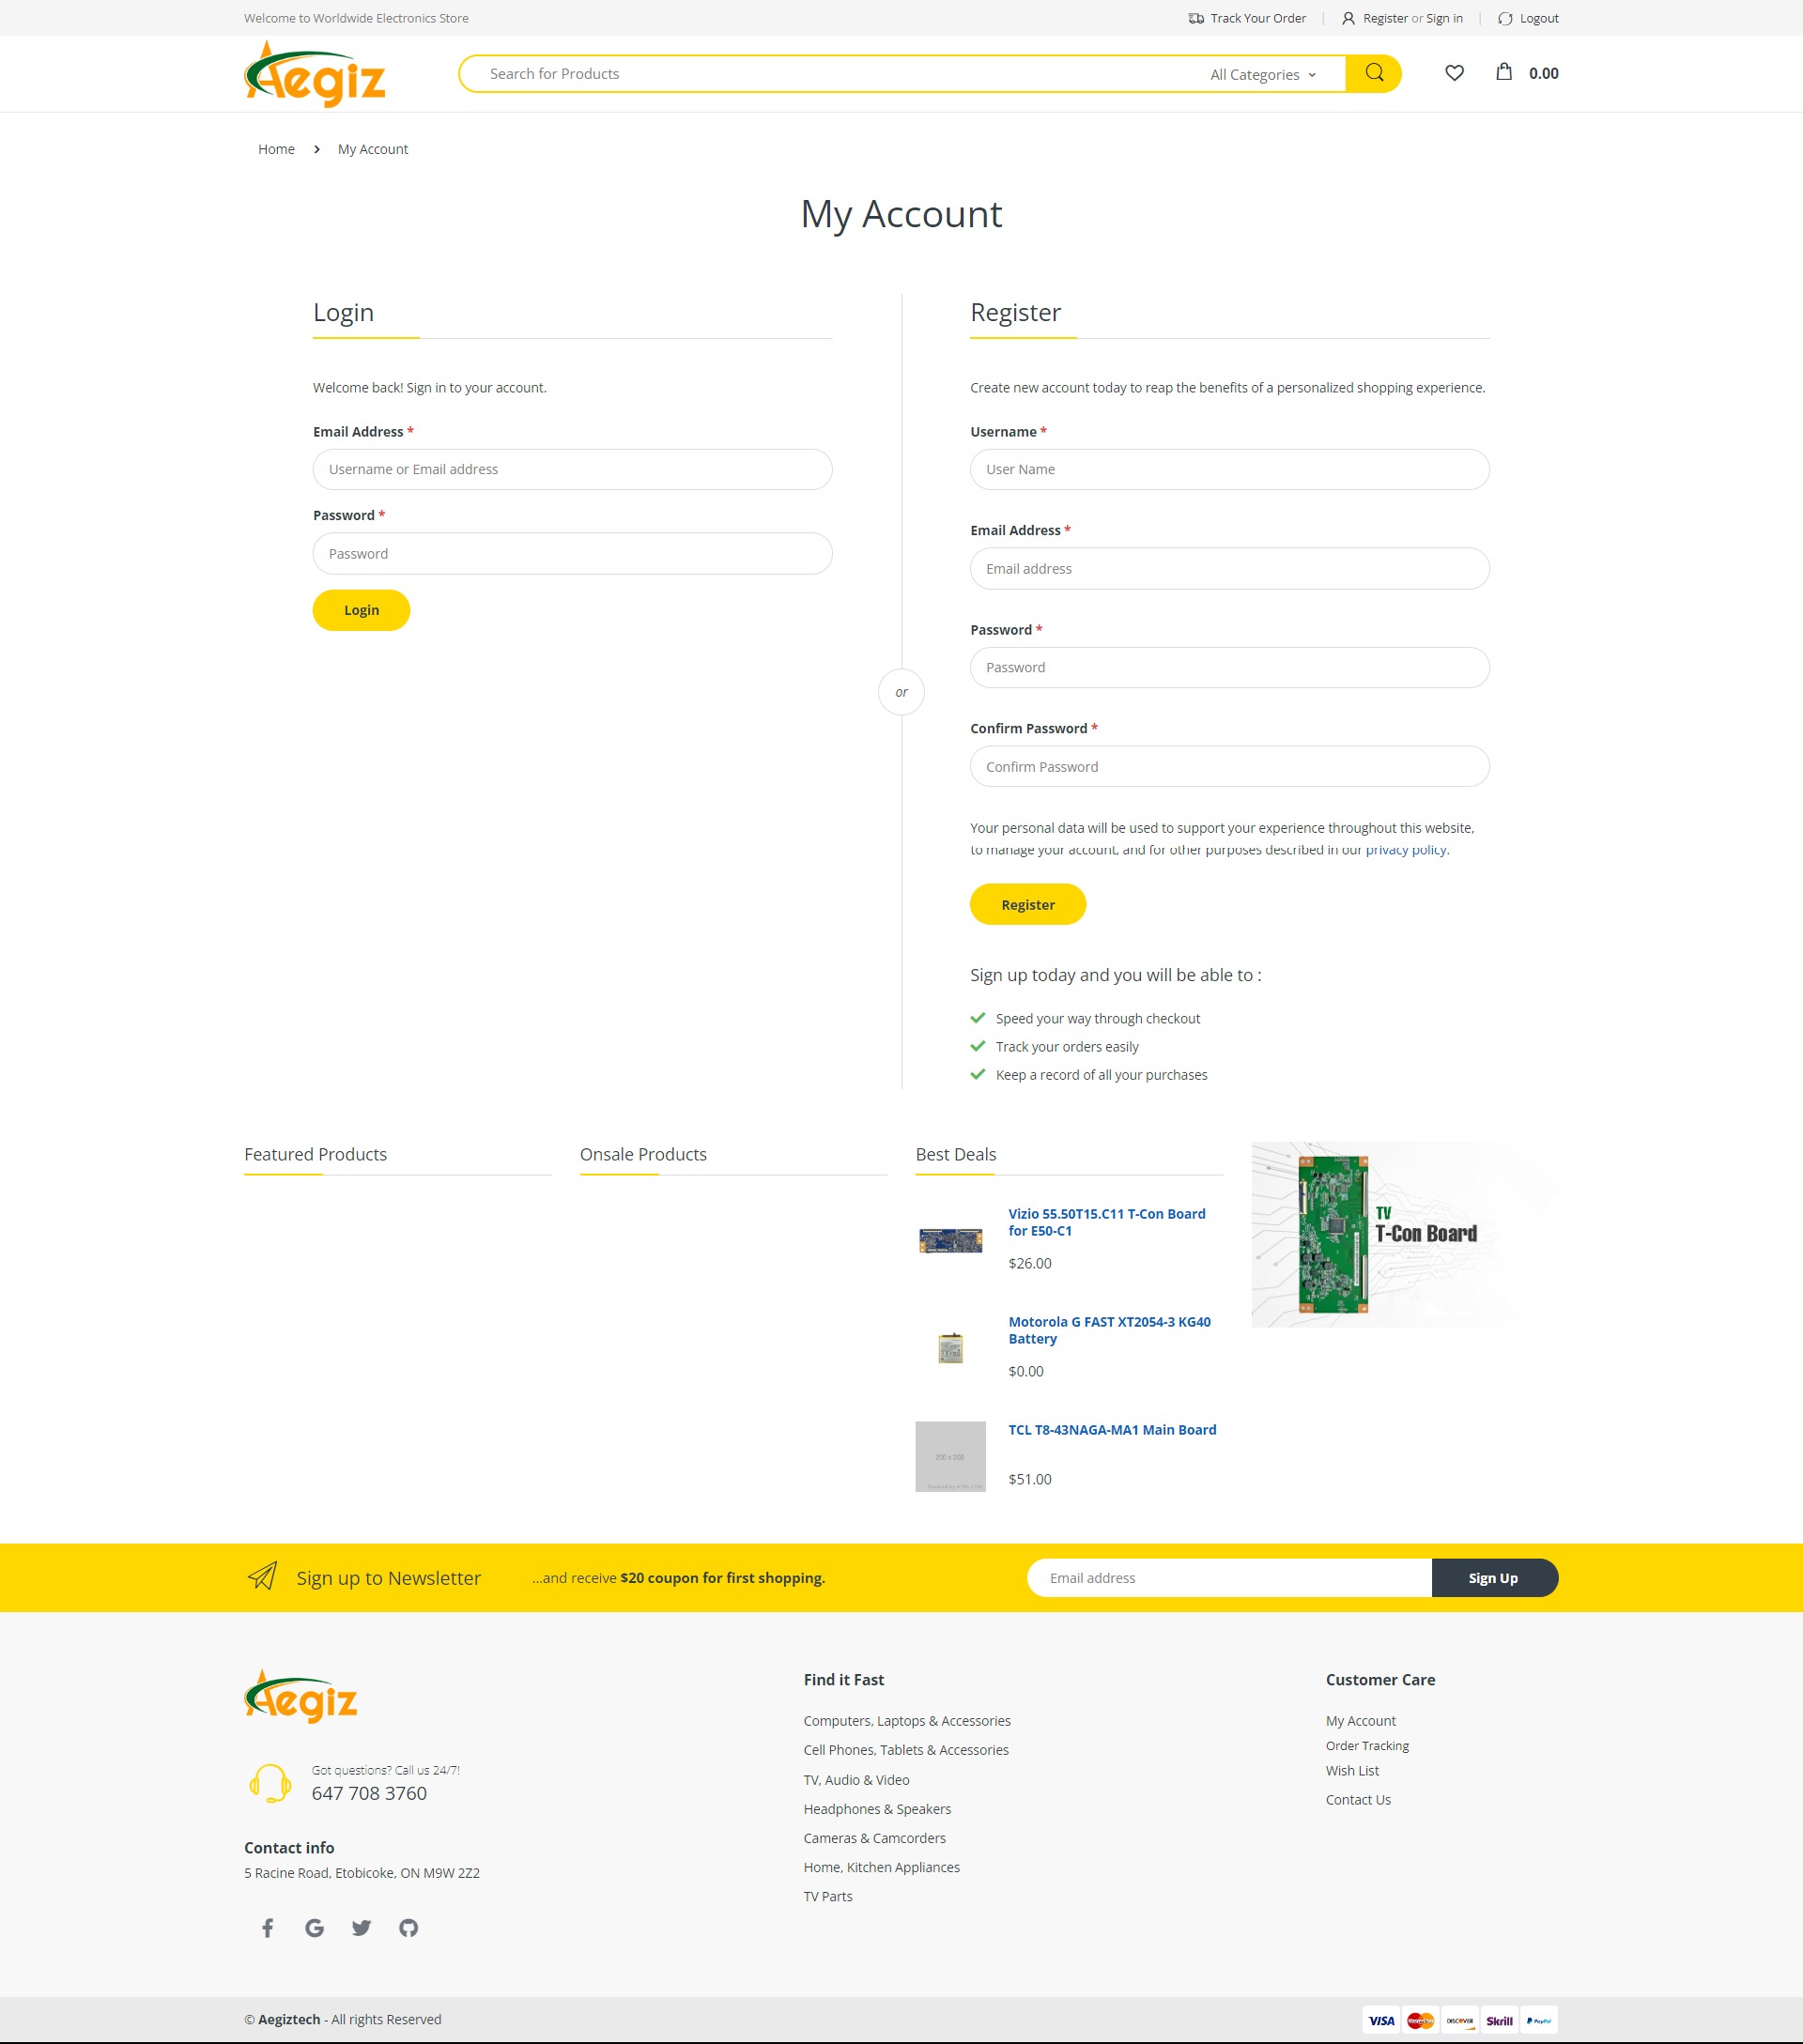 Welcome to Worldwide Electronics Store
Track Your Order
Register or Sign in
Logout
Aegiz
Search for Products
All Categories
0.00
Home
My Account
My Account
Login
Welcome back! Sign in to your account.
Email Address *
Username or Email address
Password *
Password
Login
or
Register
Create new account today to reap the benefits of a personalized shopping experience.
Username *
User Name
Email Address *
Email address
Password *
Password
Confirm Password *
Confirm Password
Your personal data will be used to support your experience throughout this website,
to manage your account, and for other purposes described in our privacy policy.
Register
Sign up today and you will be able to :
Speed your way through checkout
Track your orders easily
Keep a record of all your purchases
Featured Products
Onsale Products
Best Deals
Vizio 55.50T15.C11 T-Con Board
for E50-C1
$26.00
Motorola G FAST XT2054-3 KG40
Battery
$0.00
200 x 200
TCL T8-43NAGA-MA1 Main Board
$51.00
TV
T-Con Board
Sign up to Newsletter
...and receive $20 coupon for first shopping.
Email address
Sign Up
Aegiz
Got questions? Call us 24/7!
647 708 3760
Contact info
5 Racine Road, Etobicoke, ON M9W 2Z2
Find it Fast
Computers, Laptops & Accessories
Cell Phones, Tablets & Accessories
TV, Audio & Video
Headphones & Speakers
Cameras & Camcorders
Home, Kitchen Appliances
TV Parts
Customer Care
My Account
Order Tracking
Wish List
Contact Us
© Aegiztech - All rights Reserved
VISA
MasterCard
DISCOVER
Skrill
PayPal